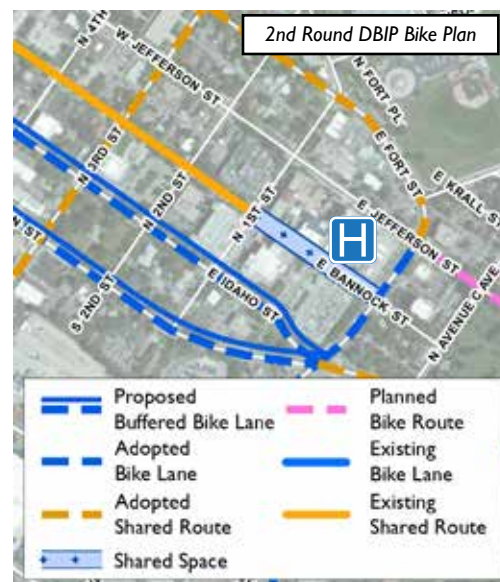 2nd Round DBIP Bike Plan
N 4TH
W JEFFERSON ST
N FORT PL.
N 3RD ST
E FORT ST
E KRALL ST
N 2ND ST
N 1ST ST
E JEFFERSON ST
H
N AVENUE C AVE.
N ST
E IDAHO ST
E BANNOCK ST
S 2ND ST
Proposed
Buffered Bike Lane
Planned
Bike Route
Adopted
Bike Lane
Existing
Bike Lane
Adopted
Shared Route
Existing
Shared Route
Shared Space